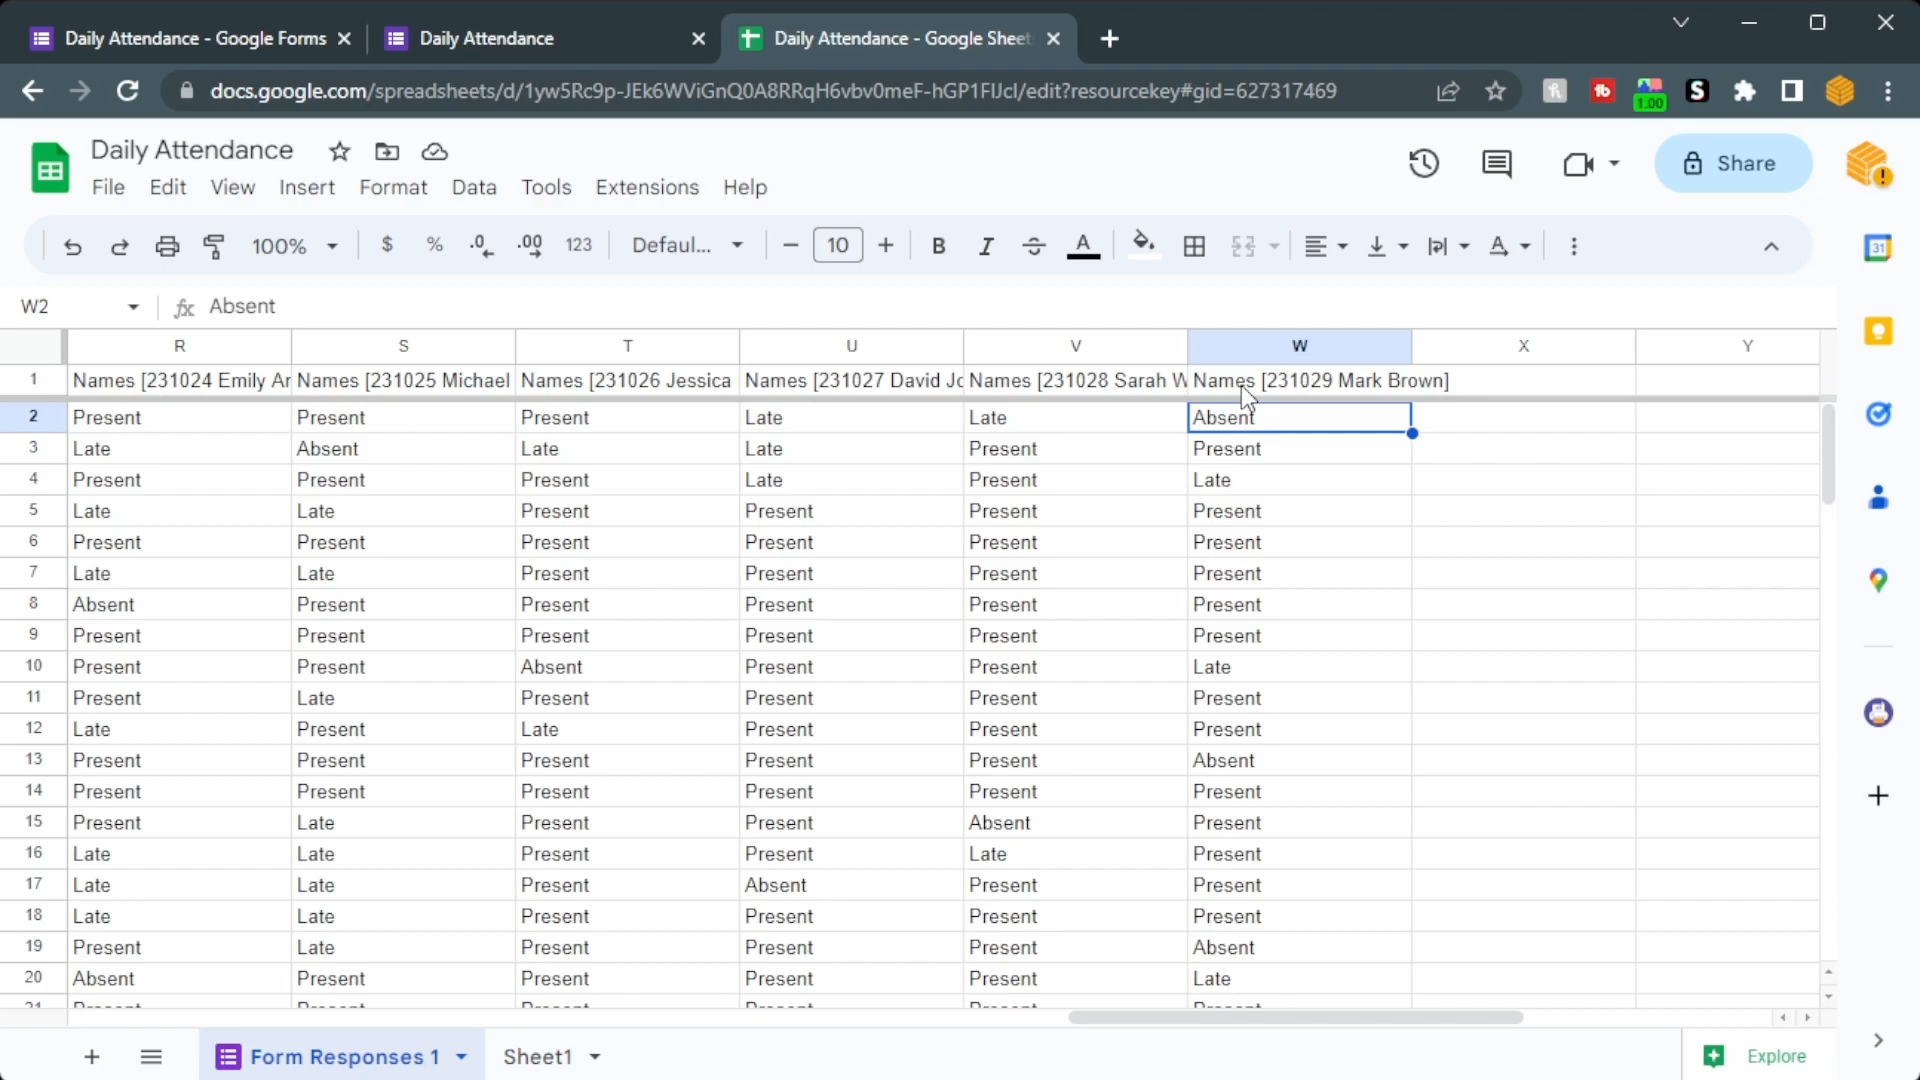 Daily Attendance - Google Forms
Daily Attendance
Daily Attendance - Google Sheet
docs.google.com/spreadsheets/d/1yw5Rc9p-JEk6WViGnQ0A8RRqH6vbv0meF-hGP1FIJcI/edit?resourcekey#gid=627317469
1.00
Daily Attendance
File Edit View Insert Format Data Tools Extensions Help
Share
100% $ % .0 .00 123 Defaul... 10 B I A
31
W2 fx Absent
R S T U V W X Y
1 Names [231024 Emily Ar Names [231025 Michael Names [231026 Jessica Names [231027 David Jo Names [231028 Sarah W Names [231029 Mark Brown]
2 Present Present Present Late Late Absent
3 Late Absent Late Late Present Present
4 Present Present Present Late Present Late
5 Late Late Present Present Present Present
6 Present Present Present Present Present Present
7 Late Late Present Present Present Present
8 Absent Present Present Present Present Present
9 Present Present Present Present Present Present
10 Present Present Absent Present Present Late
11 Present Late Present Present Present Present
12 Late Present Late Present Present Present
13 Present Present Present Present Present Absent
14 Present Present Present Present Present Present
15 Present Late Present Present Absent Present
16 Late Late Present Present Late Present
17 Late Late Present Absent Present Present
18 Late Late Present Present Present Present
19 Present Late Present Present Present Absent
20 Absent Present Present Present Present Late
Form Responses 1 Sheet1 Explore